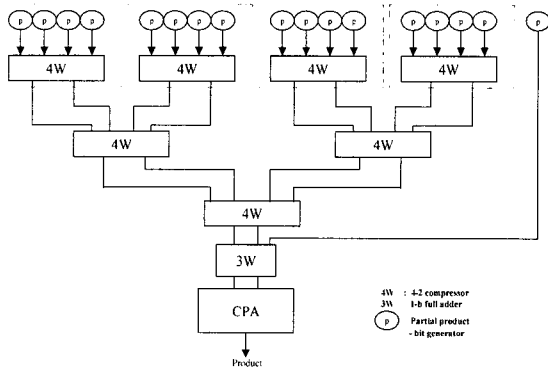 p p p p p p p p p p p p p p p p p
4W 4W 4W 4W
4W 4W
4W
3W
CPA
Product
4W : 4-2 compressor
3W 1-b full adder
p Partial product
- bit generator